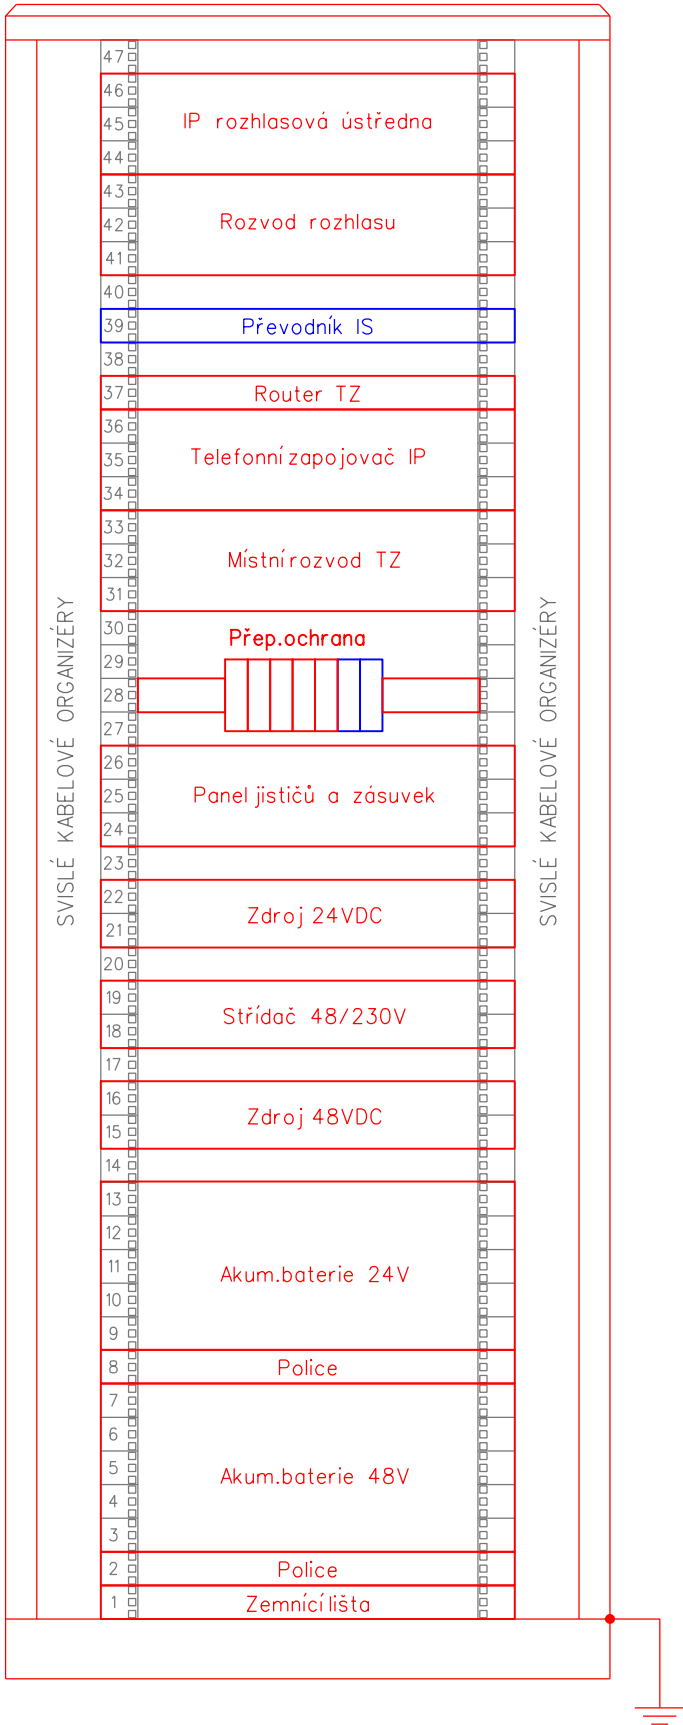 47
46
45
IP rozhlasová ústředna
44
43
42
Rozvod rozhlasu
41
40
39
Převodník IS
38
37
Router TZ
36
35
Telefonní zapojovač IP
34
33
32
Místní rozvod TZ
31
30
Přep.ochrana
29
28
27
26
25
Panel jističů a zásuvek
24
23
22
Zdroj 24VDC
21
20
19
Střídač 48/230V
18
17
16
Zdroj 48VDC
15
14
13
12
11
Akum.baterie 24V
10
9
8
Police
7
6
5
Akum.baterie 48V
4
3
2
Police
1
Zemnící lišta
SVISLÉ KABELOVÉ ORGANIZÉRY
SVISLÉ KABELOVÉ ORGANIZÉRY